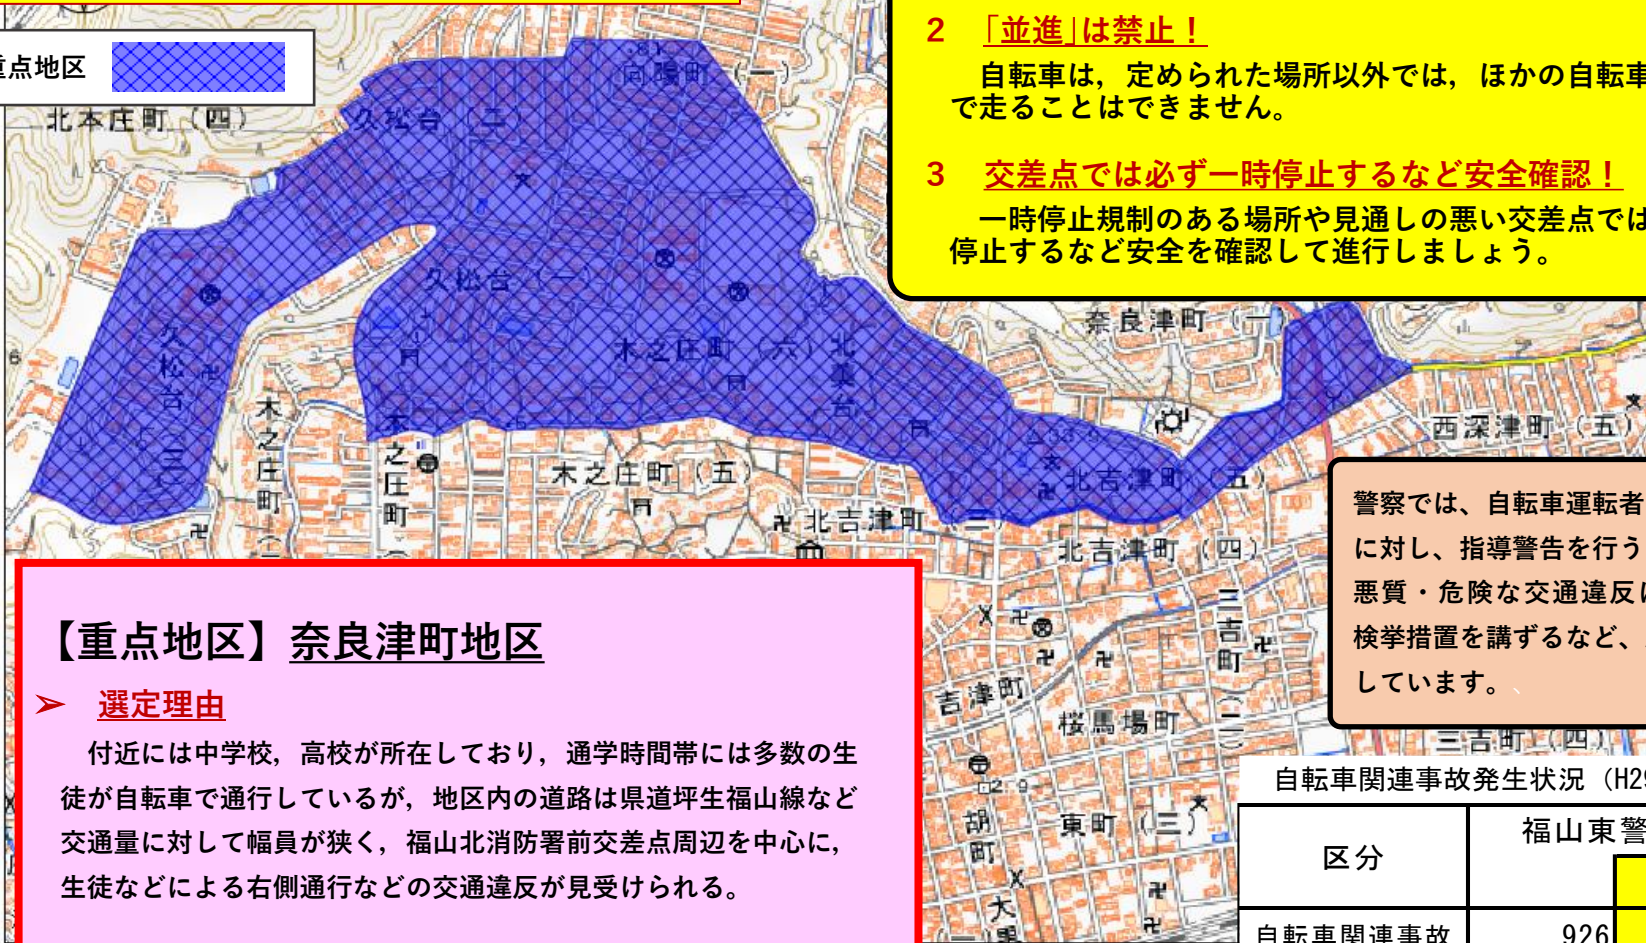 重点地区
2 「並進」は禁止！
自転車は，定められた場所以外では，ほかの自転車
で走ることはできません。
3 交差点では必ず一時停止するなど安全確認！
一時停止規制のある場所や見通しの悪い交差点では
停止するなど安全を確認して進行しましょう。
向陽町（一）
北本庄町（四）
久松台（二）
久松台（一）
久松台（三）
木之庄町（六）
北美台
奈良津町（一）
西深津町（五）
木之庄町
木之庄町
木之庄町（五）
北吉津町（五）
北吉津町（三）
北吉津町（四）
警察では、自転車運転者
に対し、指導警告を行う
悪質・危険な交通違反に
検挙措置を講ずるなど、
しています。
【重点地区】奈良津町地区
➢ 選定理由
付近には中学校，高校が所在しており，通学時間帯には多数の生
徒が自転車で通行しているが，地区内の道路は県道坪生福山線など
交通量に対して幅員が狭く，福山北消防署前交差点周辺を中心に，
生徒などによる右側通行などの交通違反が見受けられる。
三吉町（二）
吉津町
桜馬場町
三吉町（四）
胡町
東町（三）
自転車関連事故発生状況（H29
区分
福山東警
自転車関連事故
926